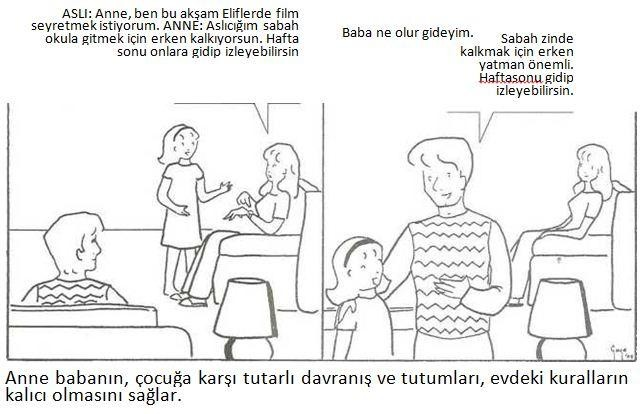 ASLI: Anne, ben bu akşam Eliflerde film
seyretmek istiyorum. ANNE: Aslıcığım sabah
okula gitmek için erken kalkıyorsun. Hafta
sonu onlara gidip izleyebilirsin
Baba ne olur gideyim.
Sabah zinde
kalkmak için erken
yatman önemli.
Haftasonu gidip
izleyebilirsin.
Anne babanın, çocuğa karşı tutarlı davranış ve tutumları, evdeki kuralların
kalıcı olmasını sağlar.